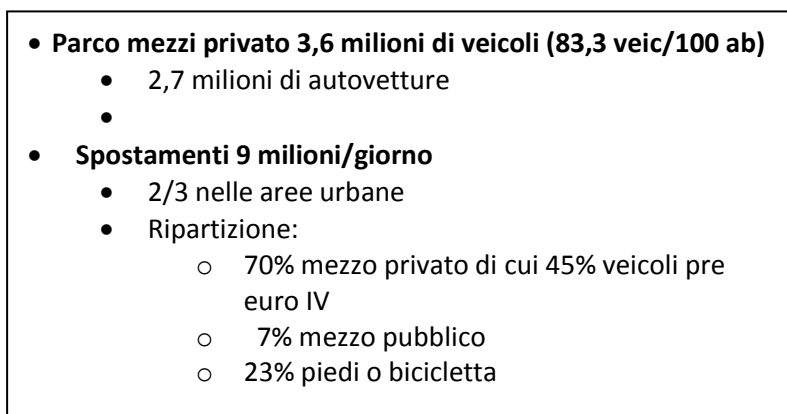 • Parco mezzi privato 3,6 milioni di veicoli (83,3 veic/100 ab)
• 2,7 milioni di autovetture
•
• Spostamenti 9 milioni/giorno
• 2/3 nelle aree urbane
• Ripartizione:
o 70% mezzo privato di cui 45% veicoli pre
euro IV
o 7% mezzo pubblico
o 23% piedi o bicicletta